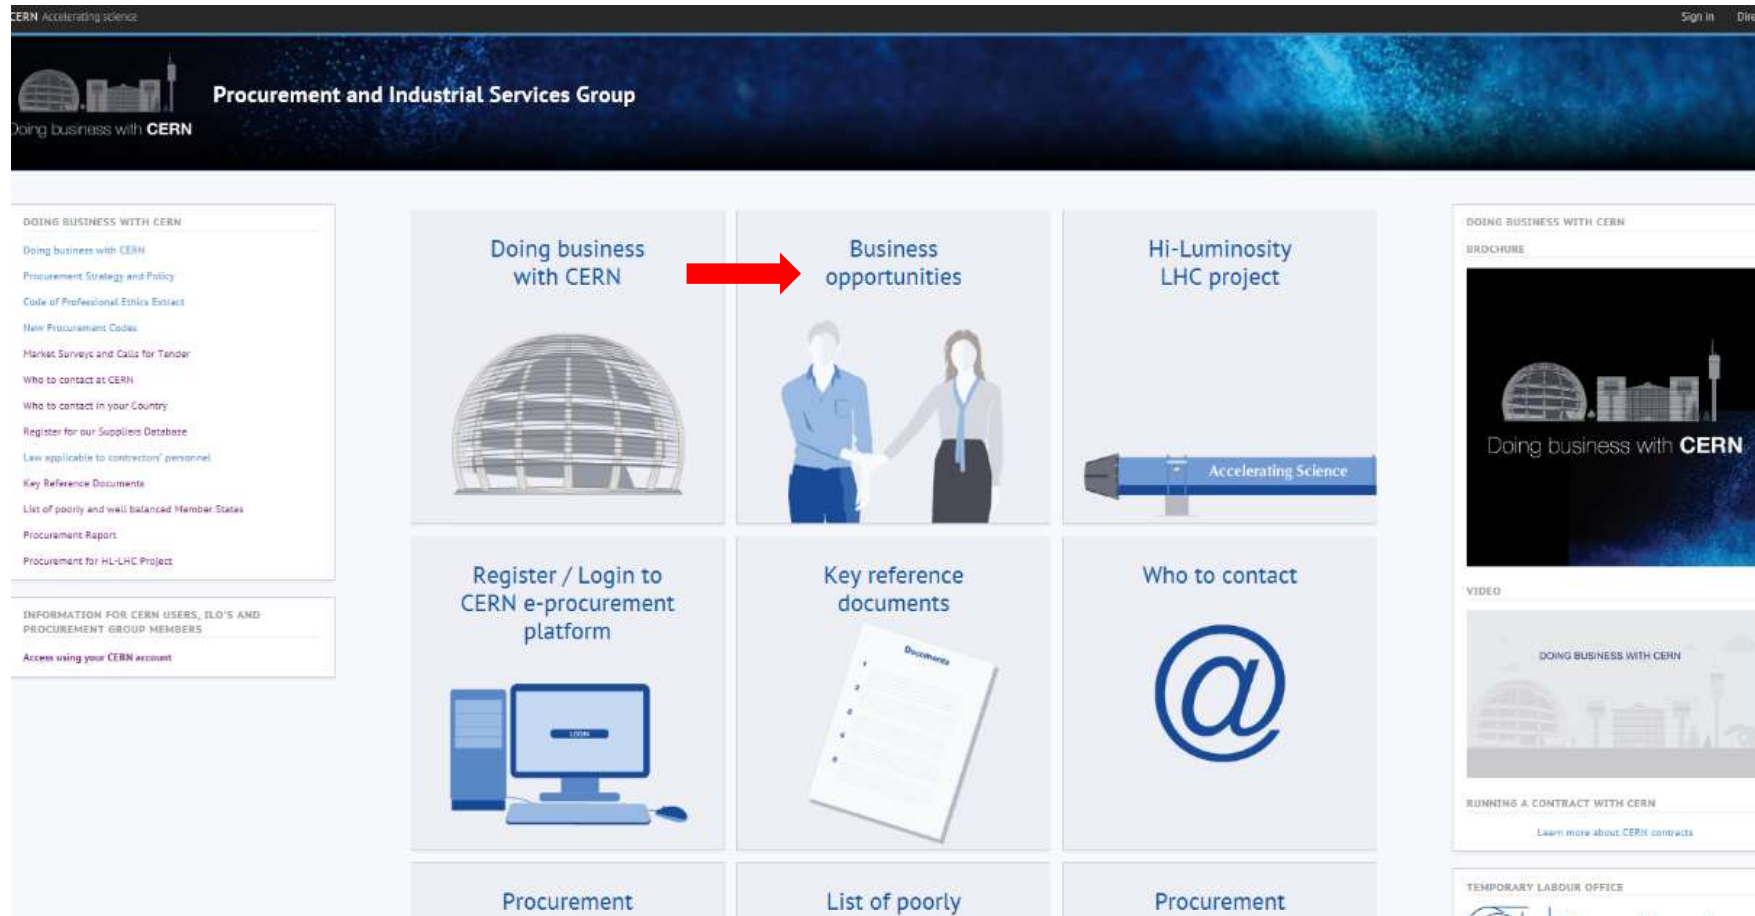 CERN Accelerating science
Sign in Dire
Procurement and Industrial Services Group
Doing business with CERN
DOING BUSINESS WITH CERN
Doing business with CERN
Procurement Strategy and Policy
Code of Professional Ethics Extract
New Procurement Codes
Market Surveys and Calls for Tender
Who to contact at CERN
Who to contact in your Country
Register for our Suppliers Database
Law applicable to contractors' personnel
Key Reference Documents
List of poorly and well balanced Member States
Procurement Report
Procurement for HL-LHC Project
INFORMATION FOR CERN USERS, ILO'S AND
PROCUREMENT GROUP MEMBERS
Access using your CERN account
Doing business
with CERN
Business
opportunities
Hi-Luminosity
LHC project
Accelerating Science
Register / Login to
CERN e-procurement
platform
LOGIN
Key reference
documents
Documents
1
2
3
4
5
Who to contact
Procurement
List of poorly
Procurement
DOING BUSINESS WITH CERN
BROCHURE
Doing business with CERN
VIDEO
DOING BUSINESS WITH CERN
RUNNING A CONTRACT WITH CERN
Learn more about CERN contracts
TEMPORARY LABOUR OFFICE